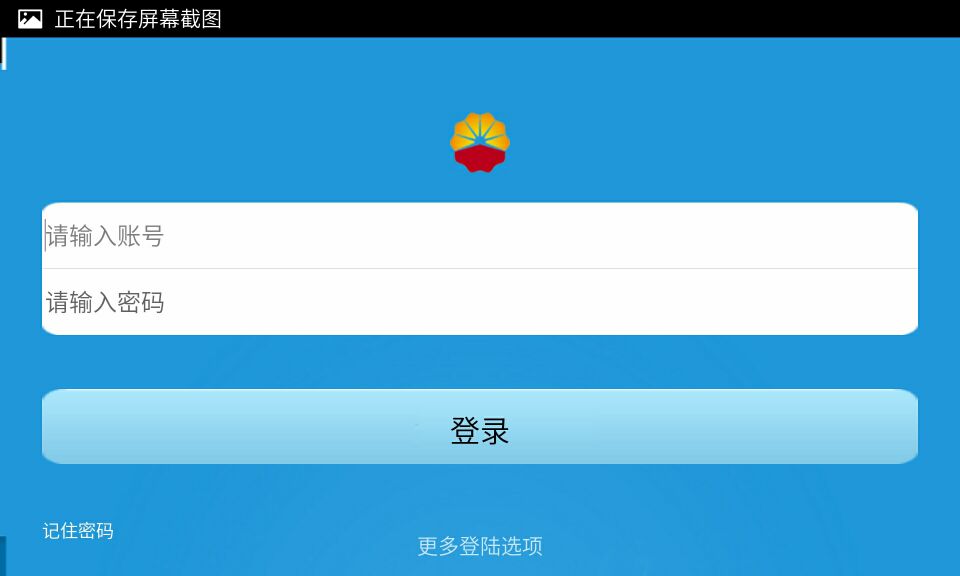 正在保存屏幕截图
请输入账号
请输入密码
登录
记住密码
更多登陆选项